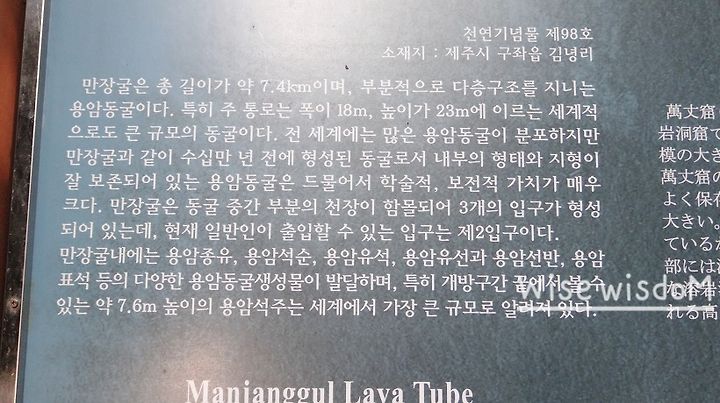 천연기념물 제98호
소재지 : 제주시 구좌읍 김녕리
만장굴은 총 길이가 약 7.4km이며, 부분적으로 다층구조를 지니는
용암동굴이다. 특히 주 통로는 폭이 18m, 높이가 23m에 이르는 세계적
으로도 큰 규모의 동굴이다. 전 세계에는 많은 용암동굴이 분포하지만
만장굴과 같이 수십만 년 전에 형성된 동굴로서 내부의 형태와 지형이
잘 보존되어 있는 용암동굴은 드물어서 학술적, 보전적 가치가 매우
크다. 만장굴은 동굴 중간 부분의 천장이 함몰되어 3개의 입구가 형성
되어 있는데, 현재 일반인이 출입할 수 있는 입구는 제2입구이다.
만장굴내에는 용암종유, 용암석순, 용암유석, 용암유선과 용암선반, 용암
표석 등의 다양한 용암동굴생성물이 발달하며, 특히 개방구간 끝에서 볼 수
있는 약 7.6m 높이의 용암석주는 세계에서 가장 큰 규모로 알려져 있다.
萬丈窟
岩洞窟で
模の大き
萬丈窟の
よく保存
大きい。
ているが
部には
な溶岩
れる高
wise wisdoM
Manjanggul Lava Tube